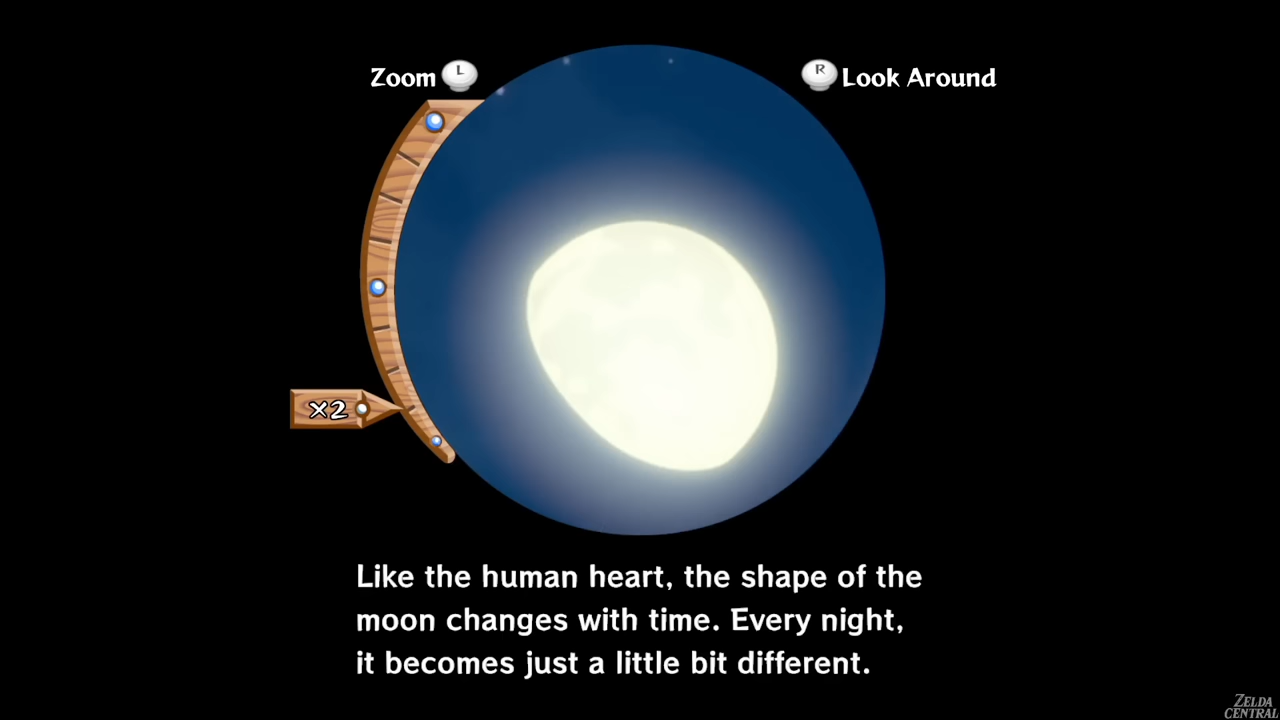 Zoom L
R Look Around
×2
Like the human heart, the shape of the
moon changes with time. Every night,
it becomes just a little bit different.
ZELDA
CENTRAL